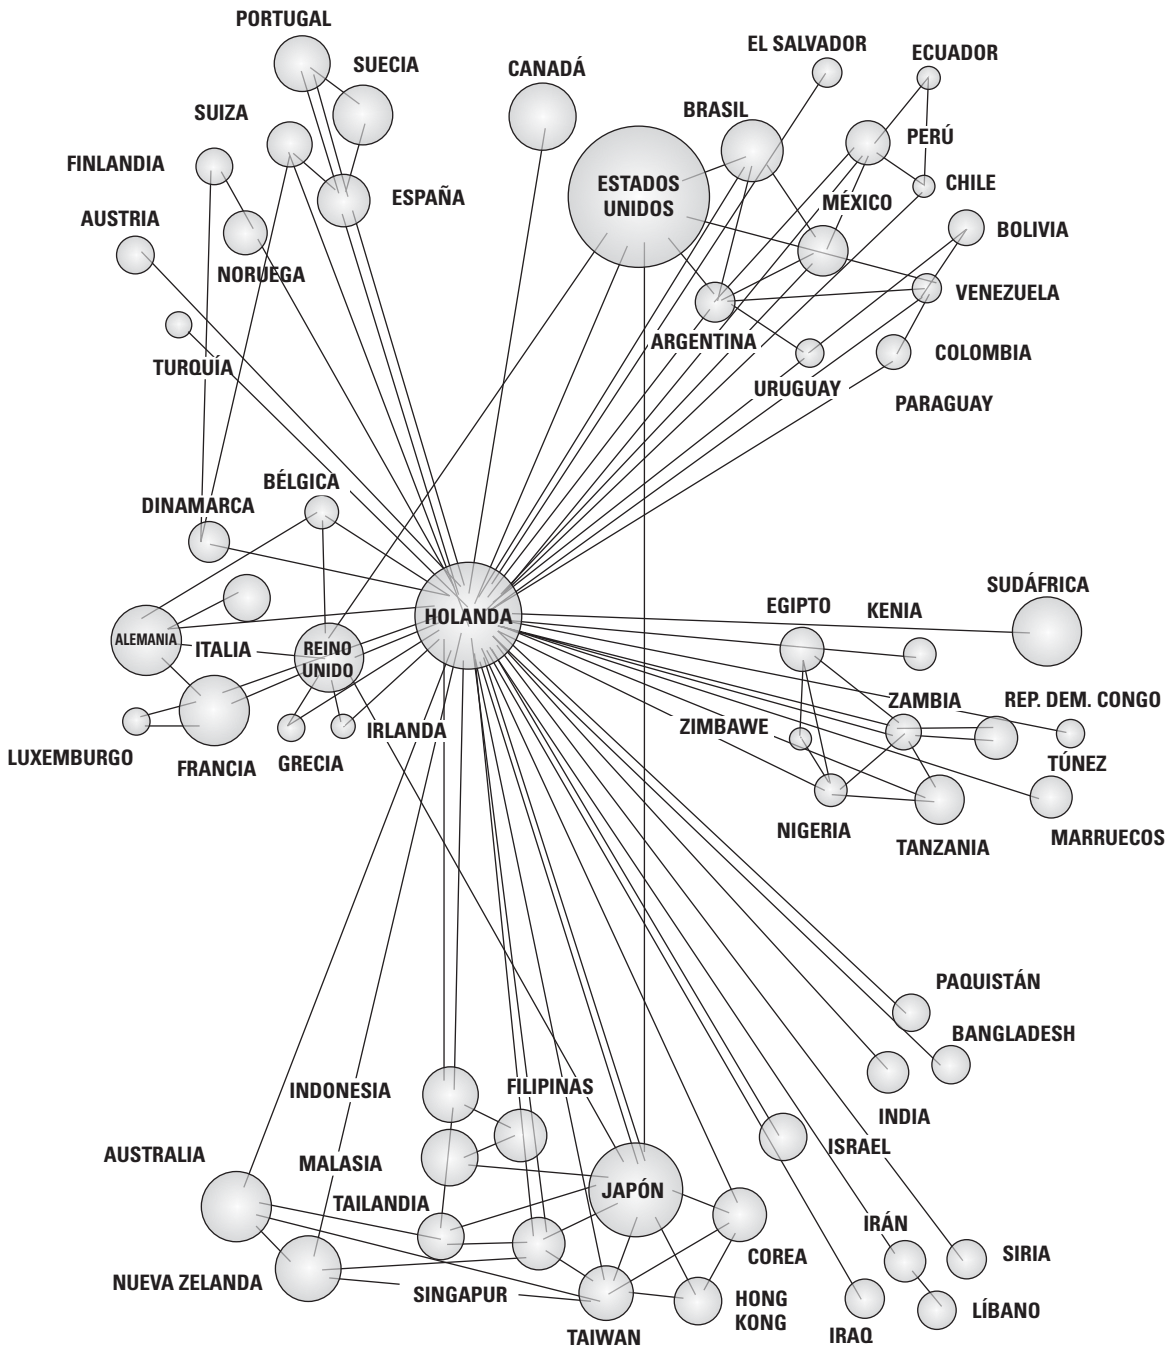 PORTUGAL
SUECIA
SUIZA
FINLANDIA
AUSTRIA
ESPAÑA
NORUEGA
TURQUÍA
CANADÁ
EL SALVADOR
ECUADOR
BRASIL
PERÚ
ESTADOS
UNIDOS
CHILE
MÉXICO
BOLIVIA
VENEZUELA
ARGENTINA
COLOMBIA
URUGUAY
PARAGUAY
BÉLGICA
DINAMARCA
HOLANDA
ALEMANIA
ITALIA
REINO
UNIDO
LUXEMBURGO
FRANCIA
GRECIA
IRLANDA
EGIPTO
KENIA
SUDÁFRICA
ZIMBAWE
ZAMBIA
REP. DEM. CONGO
TÚNEZ
NIGERIA
TANZANIA
MARRUECOS
PAQUISTÁN
BANGLADESH
INDIA
ISRAEL
INDONESIA
FILIPINAS
AUSTRALIA
MALASIA
TAILANDIA
JAPÓN
NUEVA ZELANDA
SINGAPUR
TAIWAN
COREA
HONG
KONG
IRÁN
SIRIA
LÍBANO
IRAQ